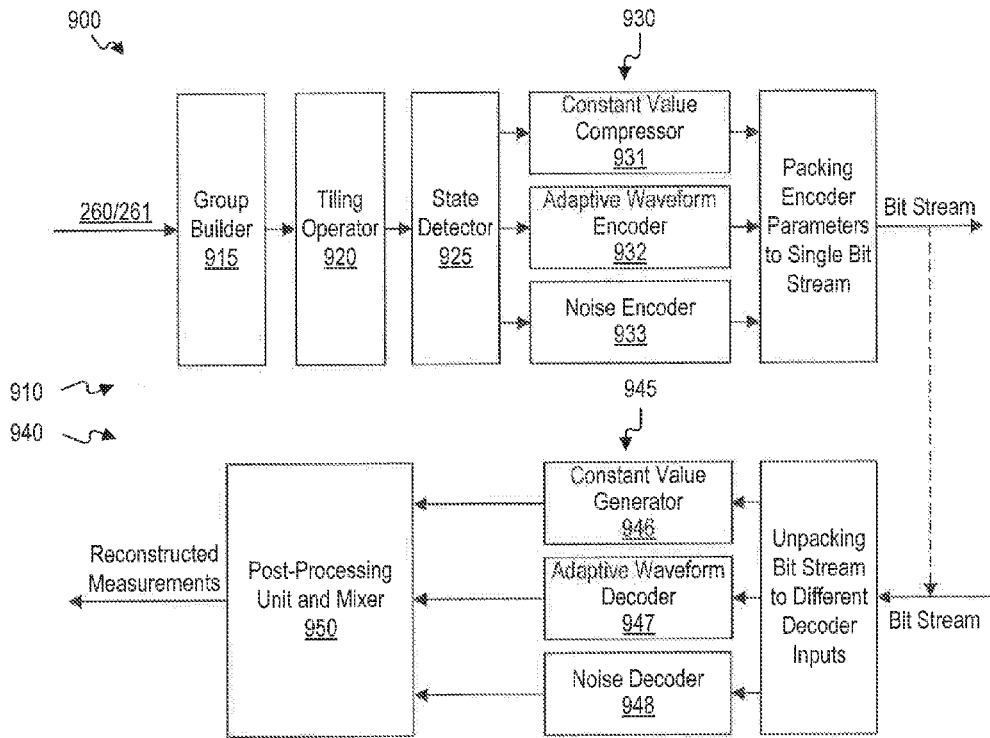 900
930
260/261
Group
Builder
915
Tiling
Operator
920
State
Detector
925
Constant Value
Compressor
931
Adaptive Waveform
Encoder
932
Noise Encoder
933
Packing
Encoder
Parameters
to Single Bit
Stream
Bit Stream
910
940
945
Reconstructed
Measurements
Post-Processing
Unit and Mixer
950
Constant Value
Generator
946
Adaptive Waveform
Decoder
947
Noise Decoder
948
Unpacking
Bit Stream
to Different
Decoder
Inputs
Bit Stream